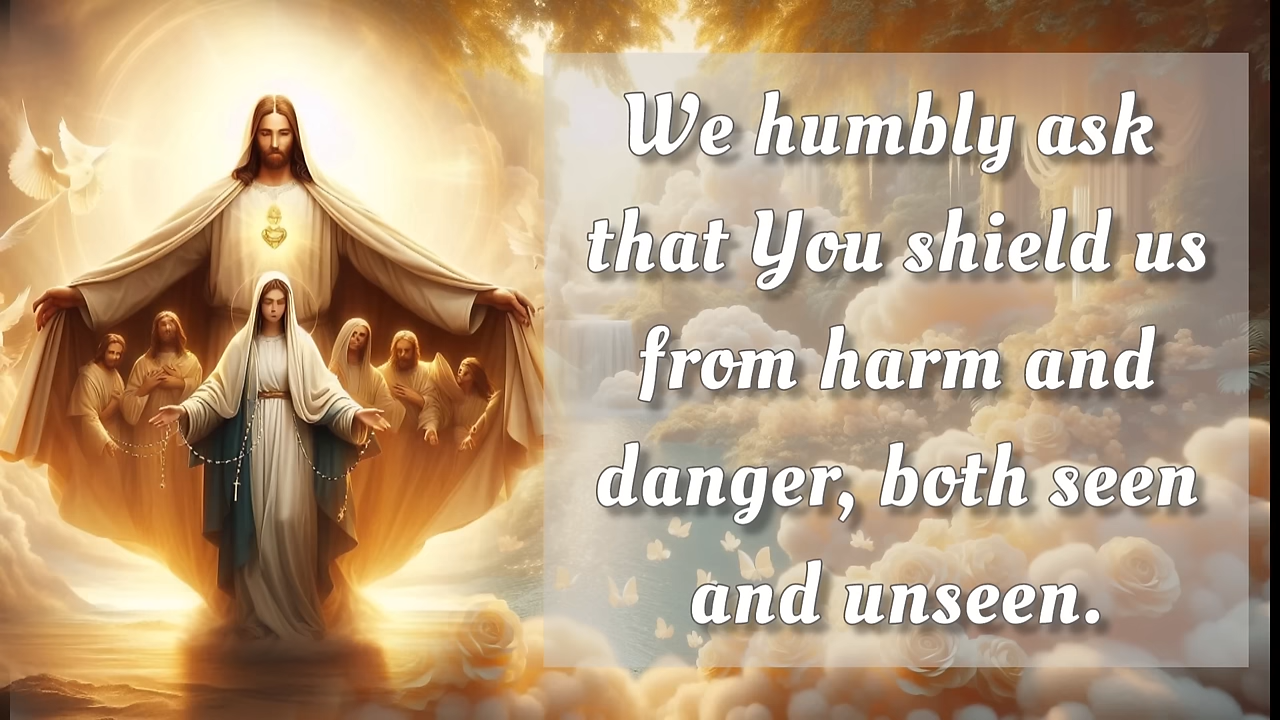 We humbly ask
that You shield us
from harm and
danger, both seen
and unseen.